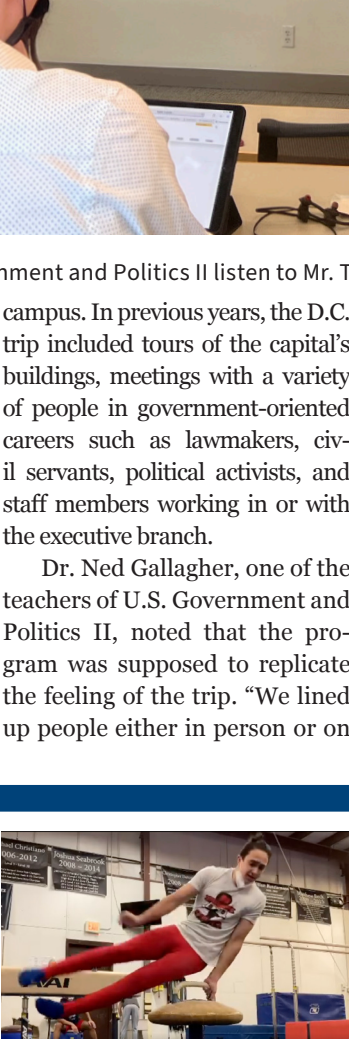 nment and Politics II listen to Mr. T
campus. In previous years, the D.C.
trip included tours of the capital's
buildings, meetings with a variety
of people in government-oriented
careers such as lawmakers, civ-
il servants, political activists, and
staff members working in or with
the executive branch.
Dr. Ned Gallagher, one of the
teachers of U.S. Government and
Politics II, noted that the pro-
gram was supposed to replicate
the feeling of the trip. “We lined
up people either in person or on
hael Christiano
006-2012
Joshua Seabrook
2008 - 2014
AAI